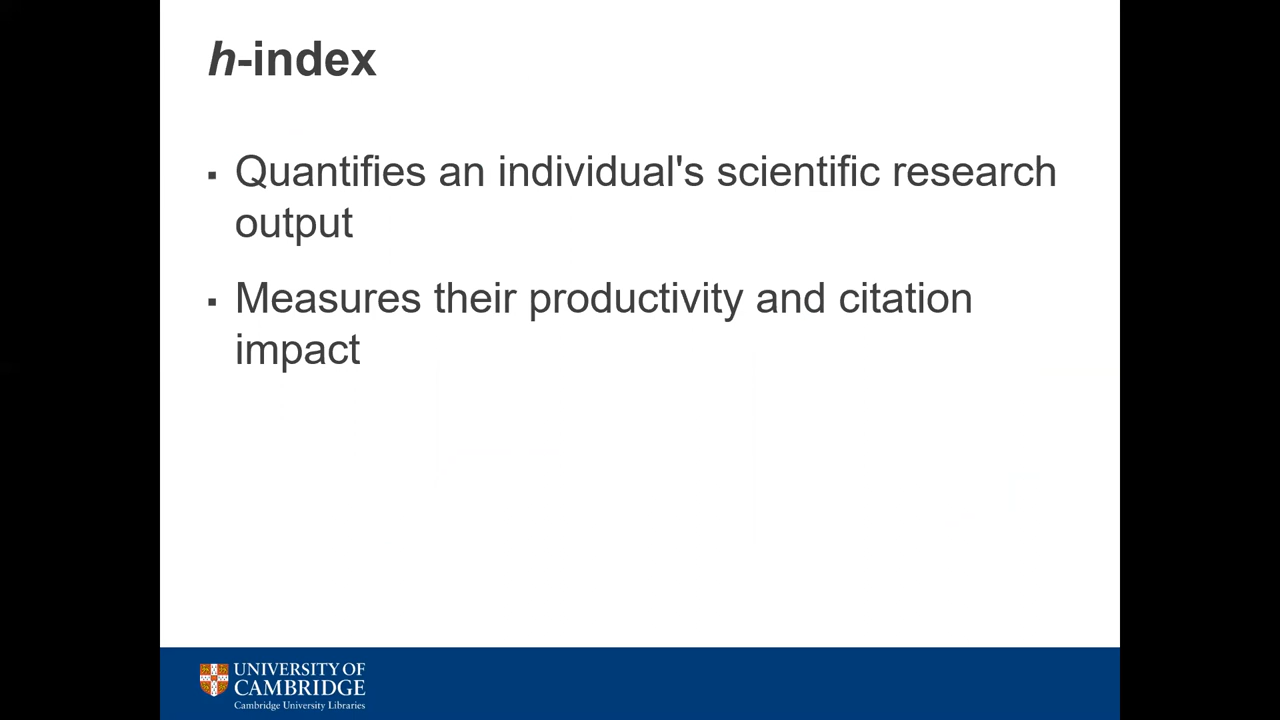 h-index
▪ Quantifies an individual's scientific research
output
▪ Measures their productivity and citation
impact
UNIVERSITY OF
CAMBRIDGE
Cambridge University Libraries